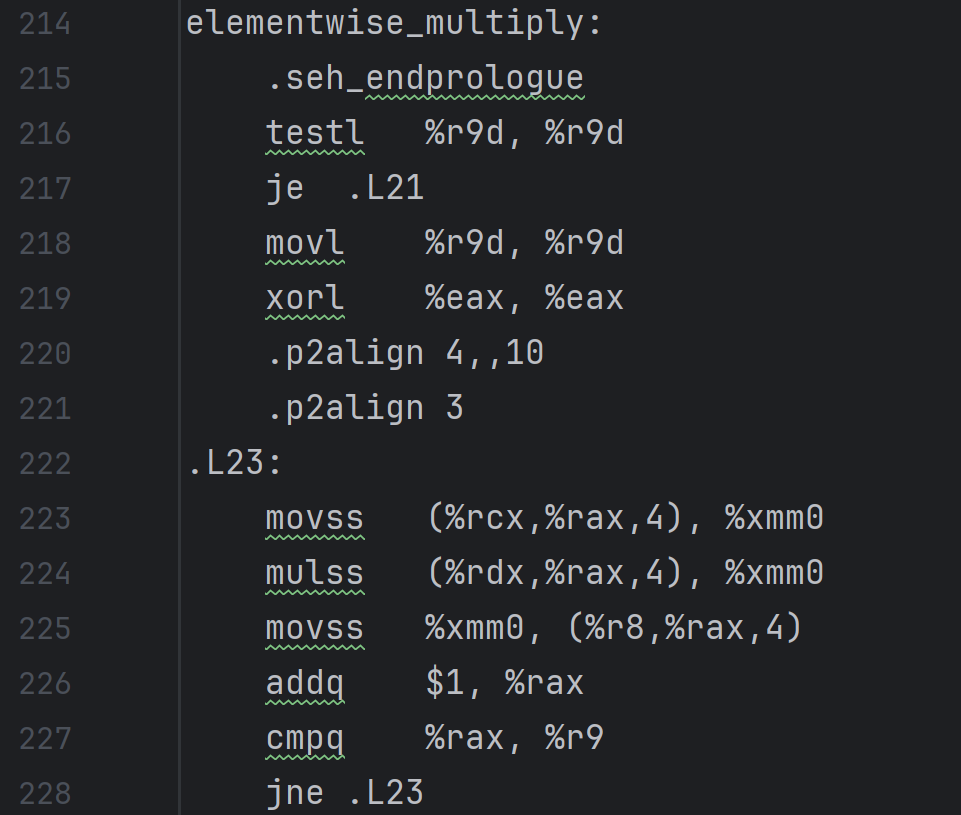 214 elementwise_multiply:
215 .seh_endprologue
216 testl %r9d, %r9d
217 je .L21
218 movl %r9d, %r9d
219 xorl %eax, %eax
220 .p2align 4,,10
221 .p2align 3
222 .L23:
223 movss (%rcx,%rax,4), %xmm0
224 mulss (%rdx,%rax,4), %xmm0
225 movss %xmm0, (%r8,%rax,4)
226 addq $1, %rax
227 cmpq %rax, %r9
228 jne .L23